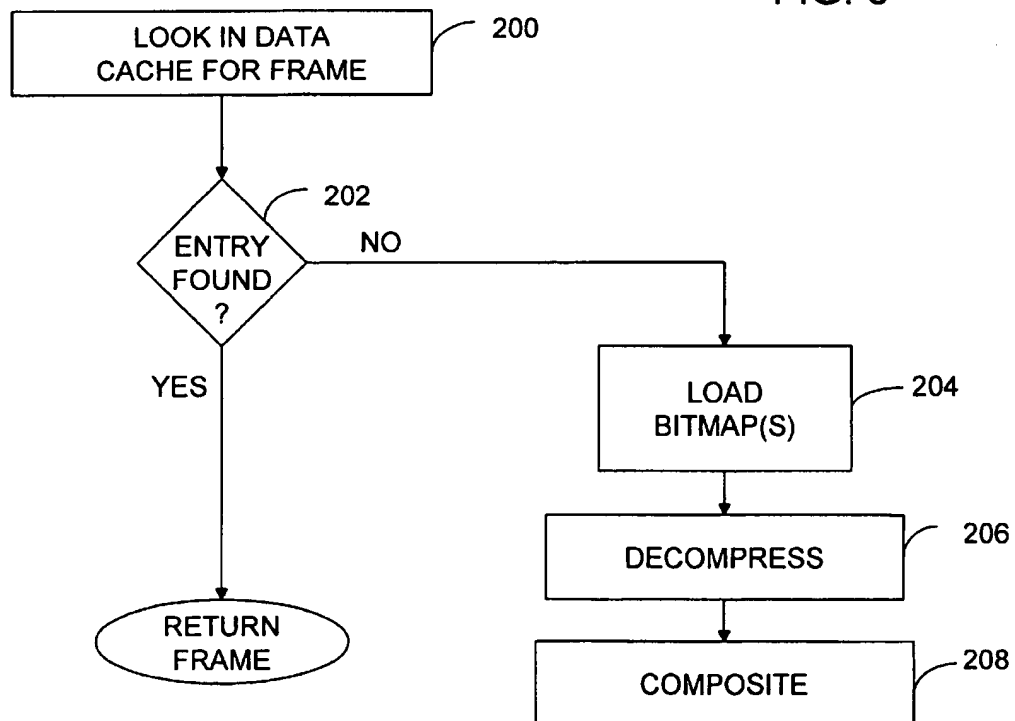 LOOK IN DATA
CACHE FOR FRAME
200
202
ENTRY
FOUND
?
NO
YES
LOAD
BITMAP(S)
204
DECOMPRESS
206
RETURN
FRAME
COMPOSITE
208